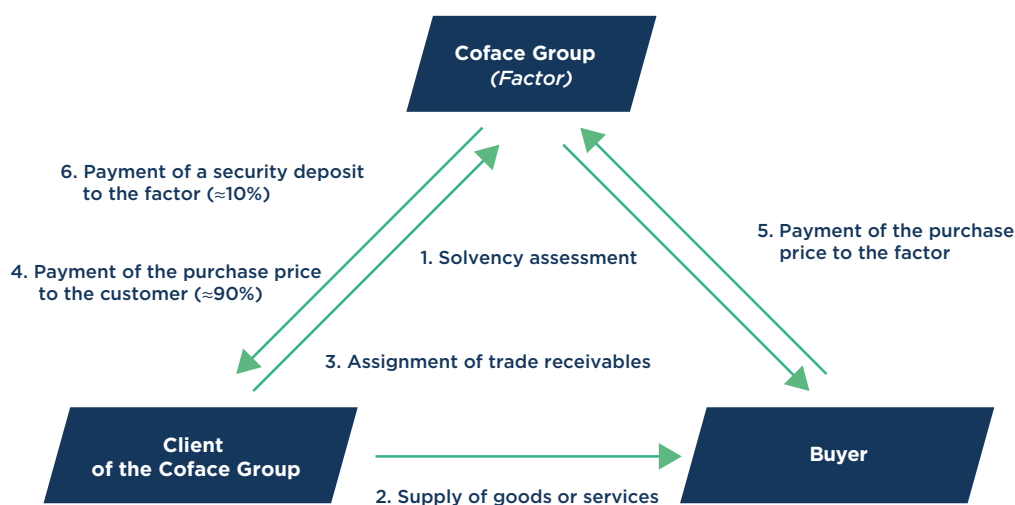 Coface Group
(Factor)
6. Payment of a security deposit
to the factor (≈10%)
5. Payment of the purchase
price to the factor
1. Solvency assessment
4. Payment of the purchase price
to the customer (≈90%)
3. Assignment of trade receivables
Client
of the Coface Group
Buyer
2. Supply of goods or services